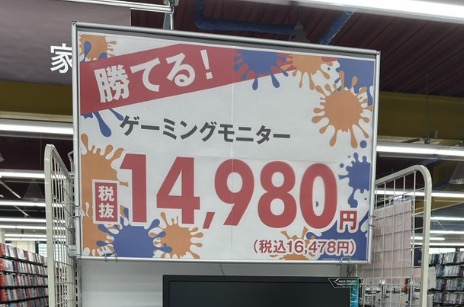 家
勝てる!
ゲーミングモニター
税抜 14,980円
(税込16,478円)